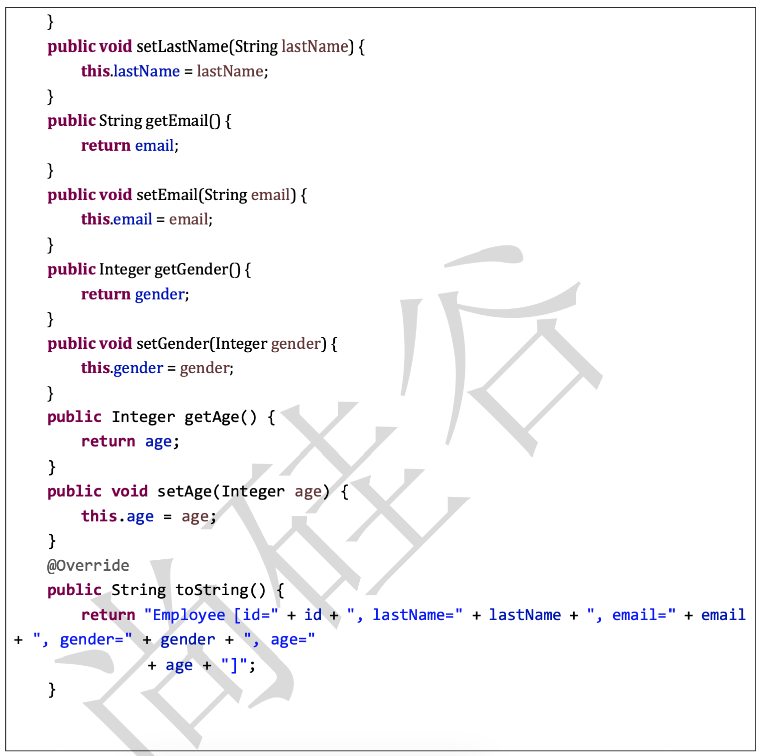 }
public void setLastName(String lastName) {
this.lastName = lastName;
}
public String getEmail() {
return email;
}
public void setEmail(String email) {
this.email = email;
}
public Integer getGender() {
return gender;
}
public void setGender(Integer gender) {
this.gender = gender;
}
public Integer getAge() {
return age;
}
public void setAge(Integer age) {
this.age = age;
}
@Override
public String toString() {
return "Employee [id=" + id + ", lastName=" + lastName + ", email=" + email
+ ", gender=" + gender + ", age="
+ age + "]";
}
尚硅谷